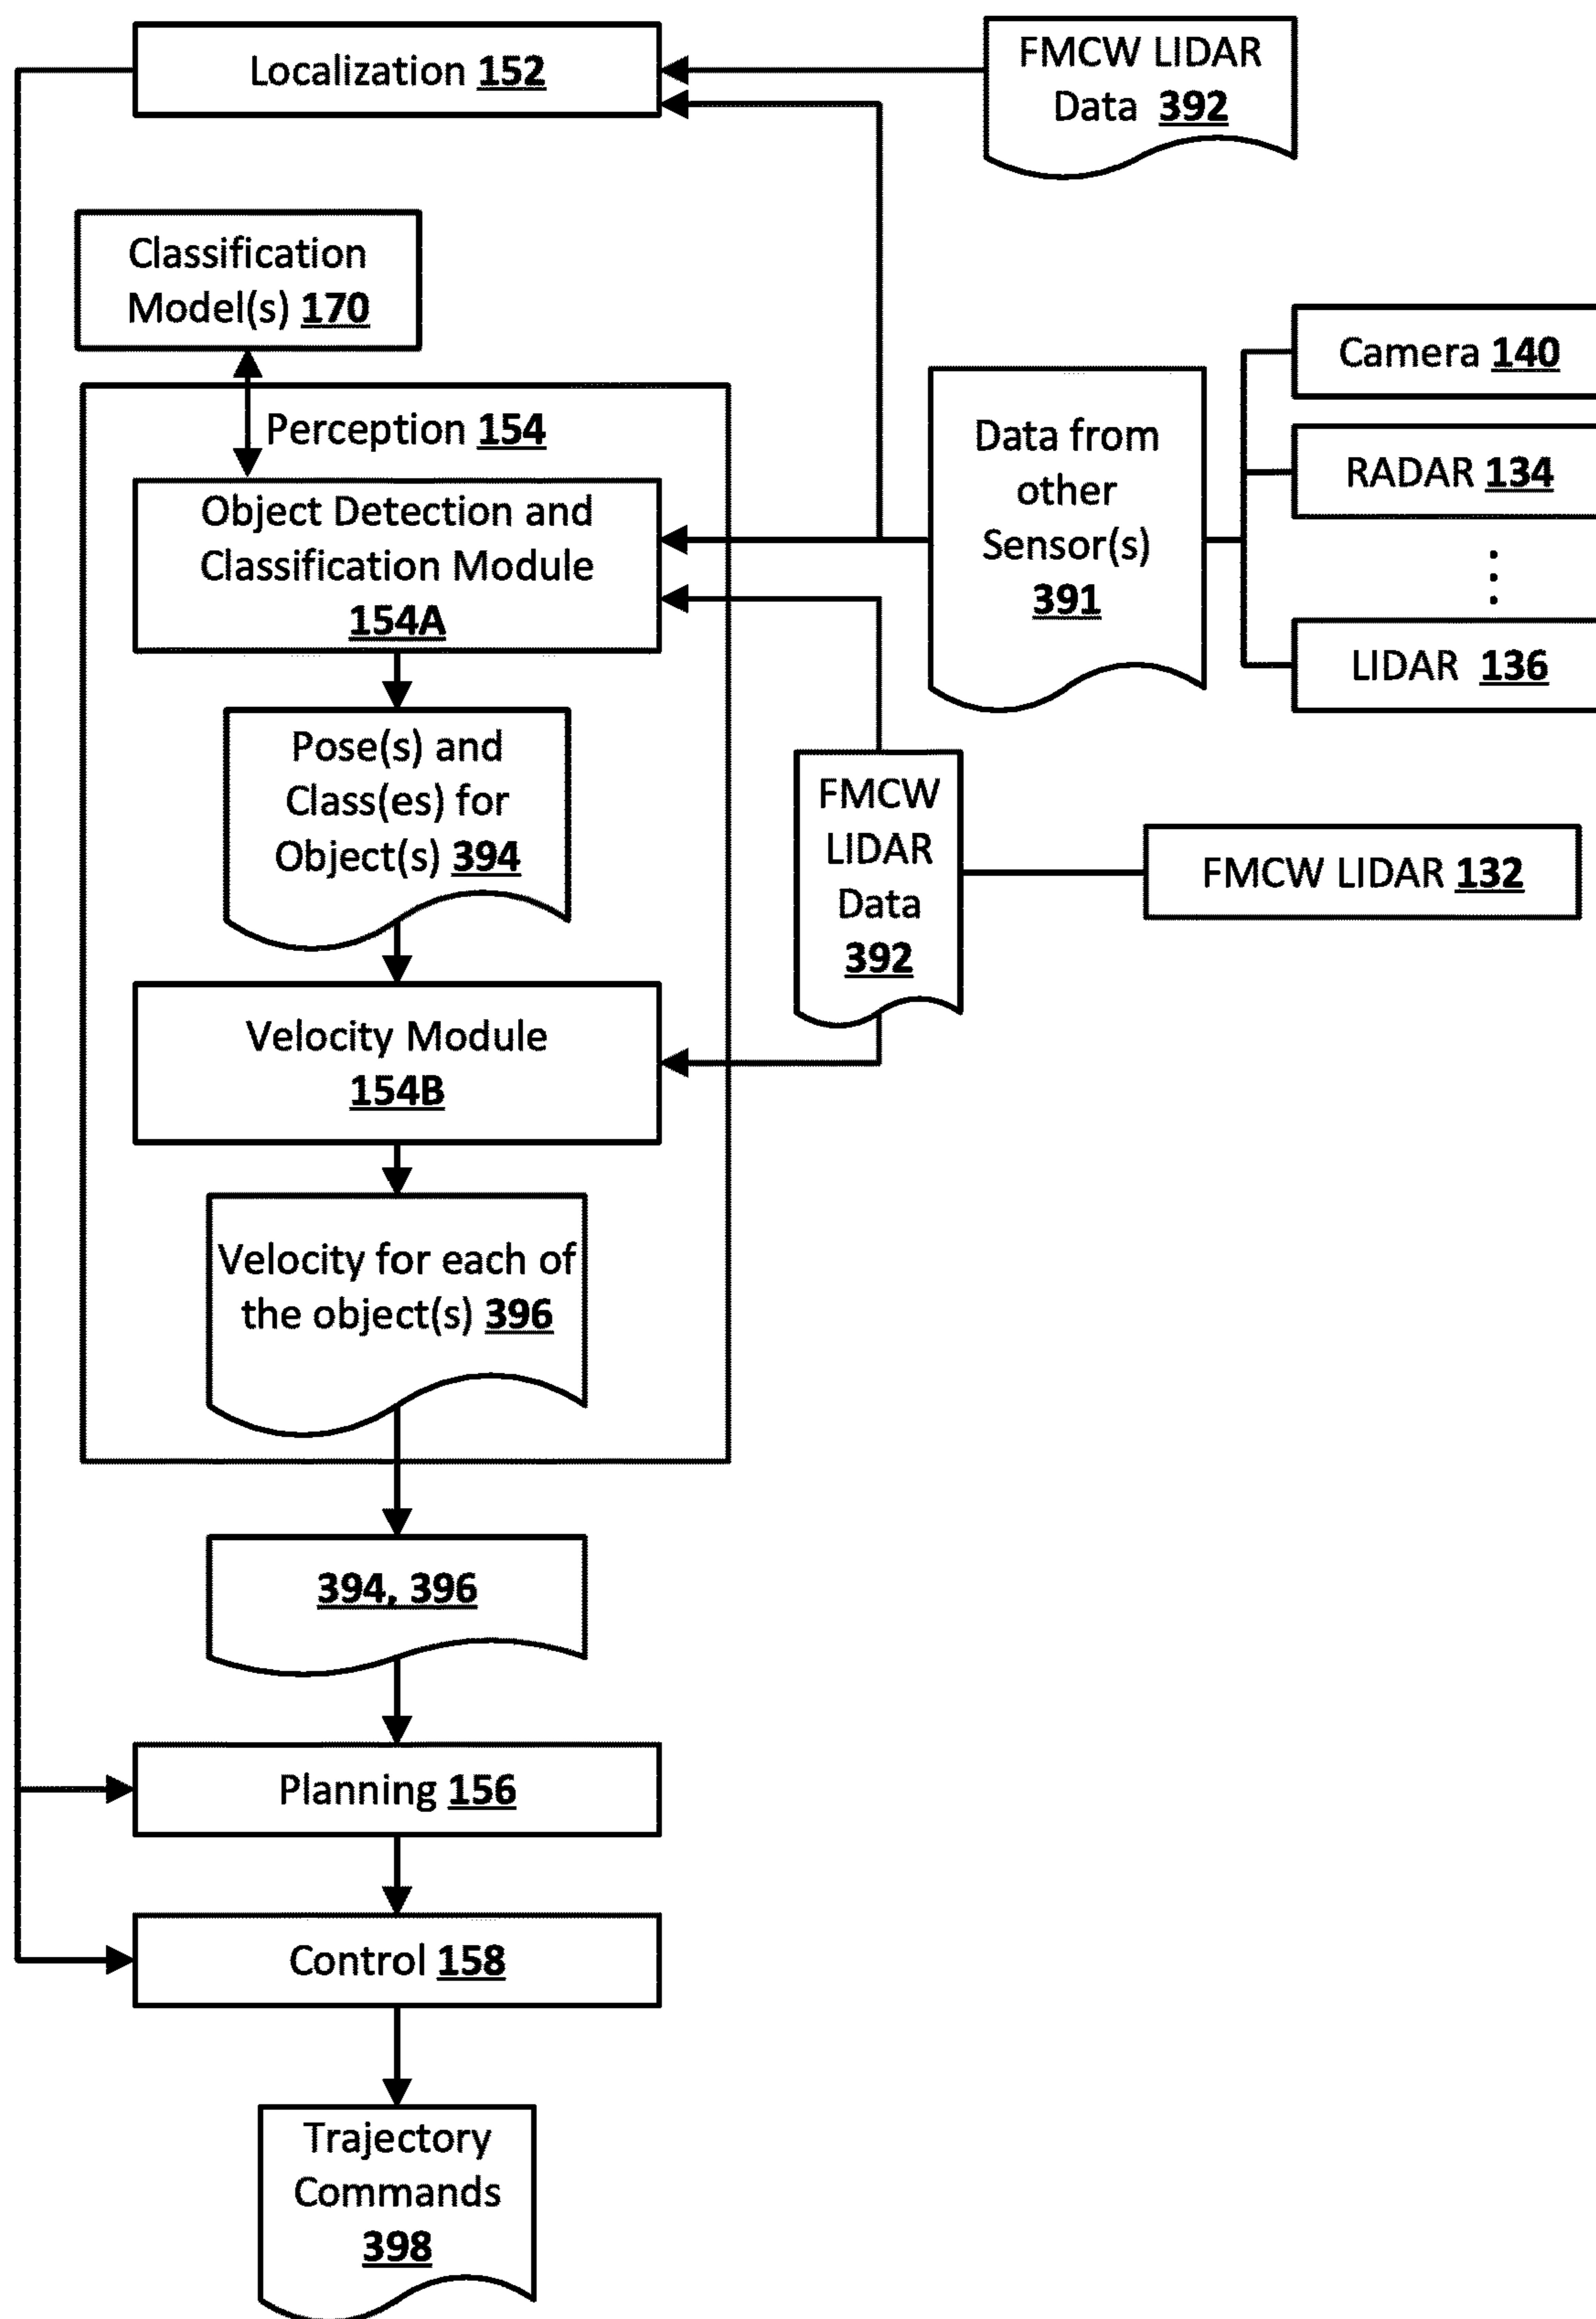 Localization 152
FMCW LIDAR
Data 392
Classification
Model(s) 170
Camera 140
Perception 154
Data from
other
Sensor(s)
391
RADAR 134
Object Detection and
Classification Module
154A
LIDAR 136
Pose(s) and
Class(es) for
Object(s) 394
FMCW
LIDAR
Data
392
FMCW LIDAR 132
Velocity Module
154B
Velocity for each of
the object(s) 396
394, 396
Planning 156
Control 158
Trajectory
Commands
398